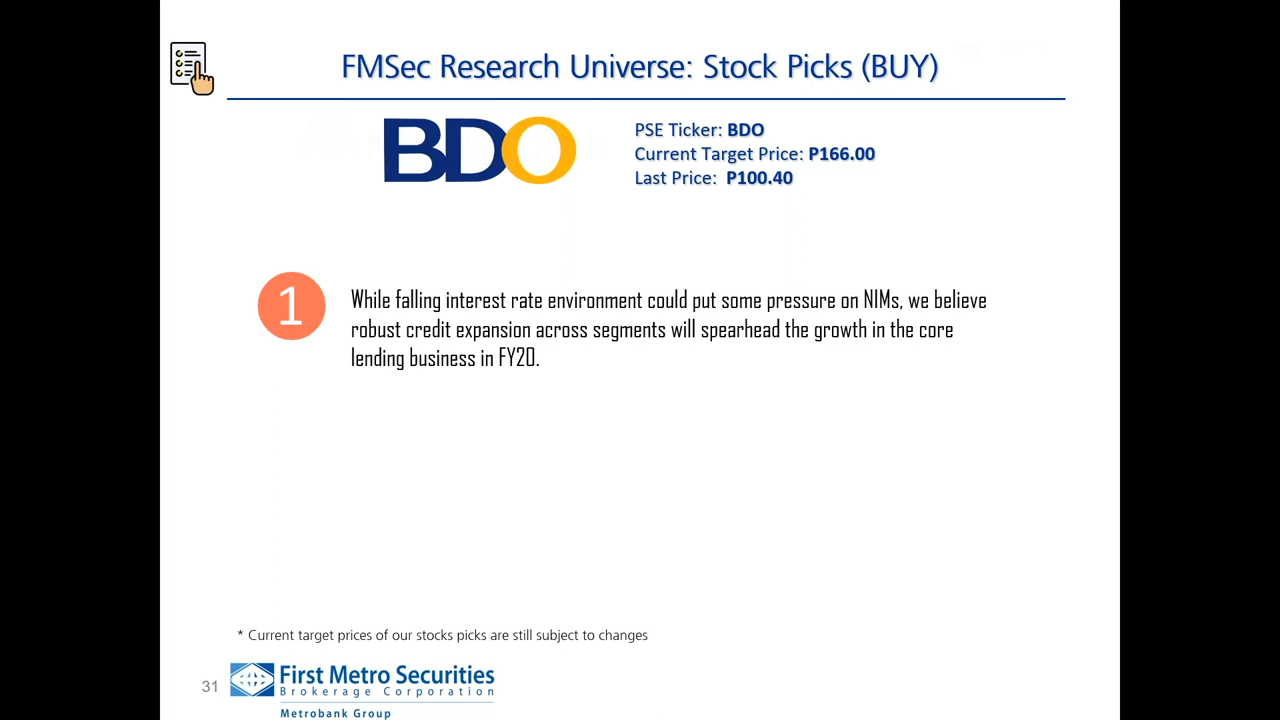 FMSec Research Universe: Stock Picks (BUY)
BDO
PSE Ticker: BDO
Current Target Price: P166.00
Last Price: P100.40
1
While falling interest rate environment could put some pressure on NIMs, we believe
robust credit expansion across segments will spearhead the growth in the core
lending business in FY20.
* Current target prices of our stocks picks are still subject to changes
31
First Metro Securities
Brokerage Corporation
Metrobank Group